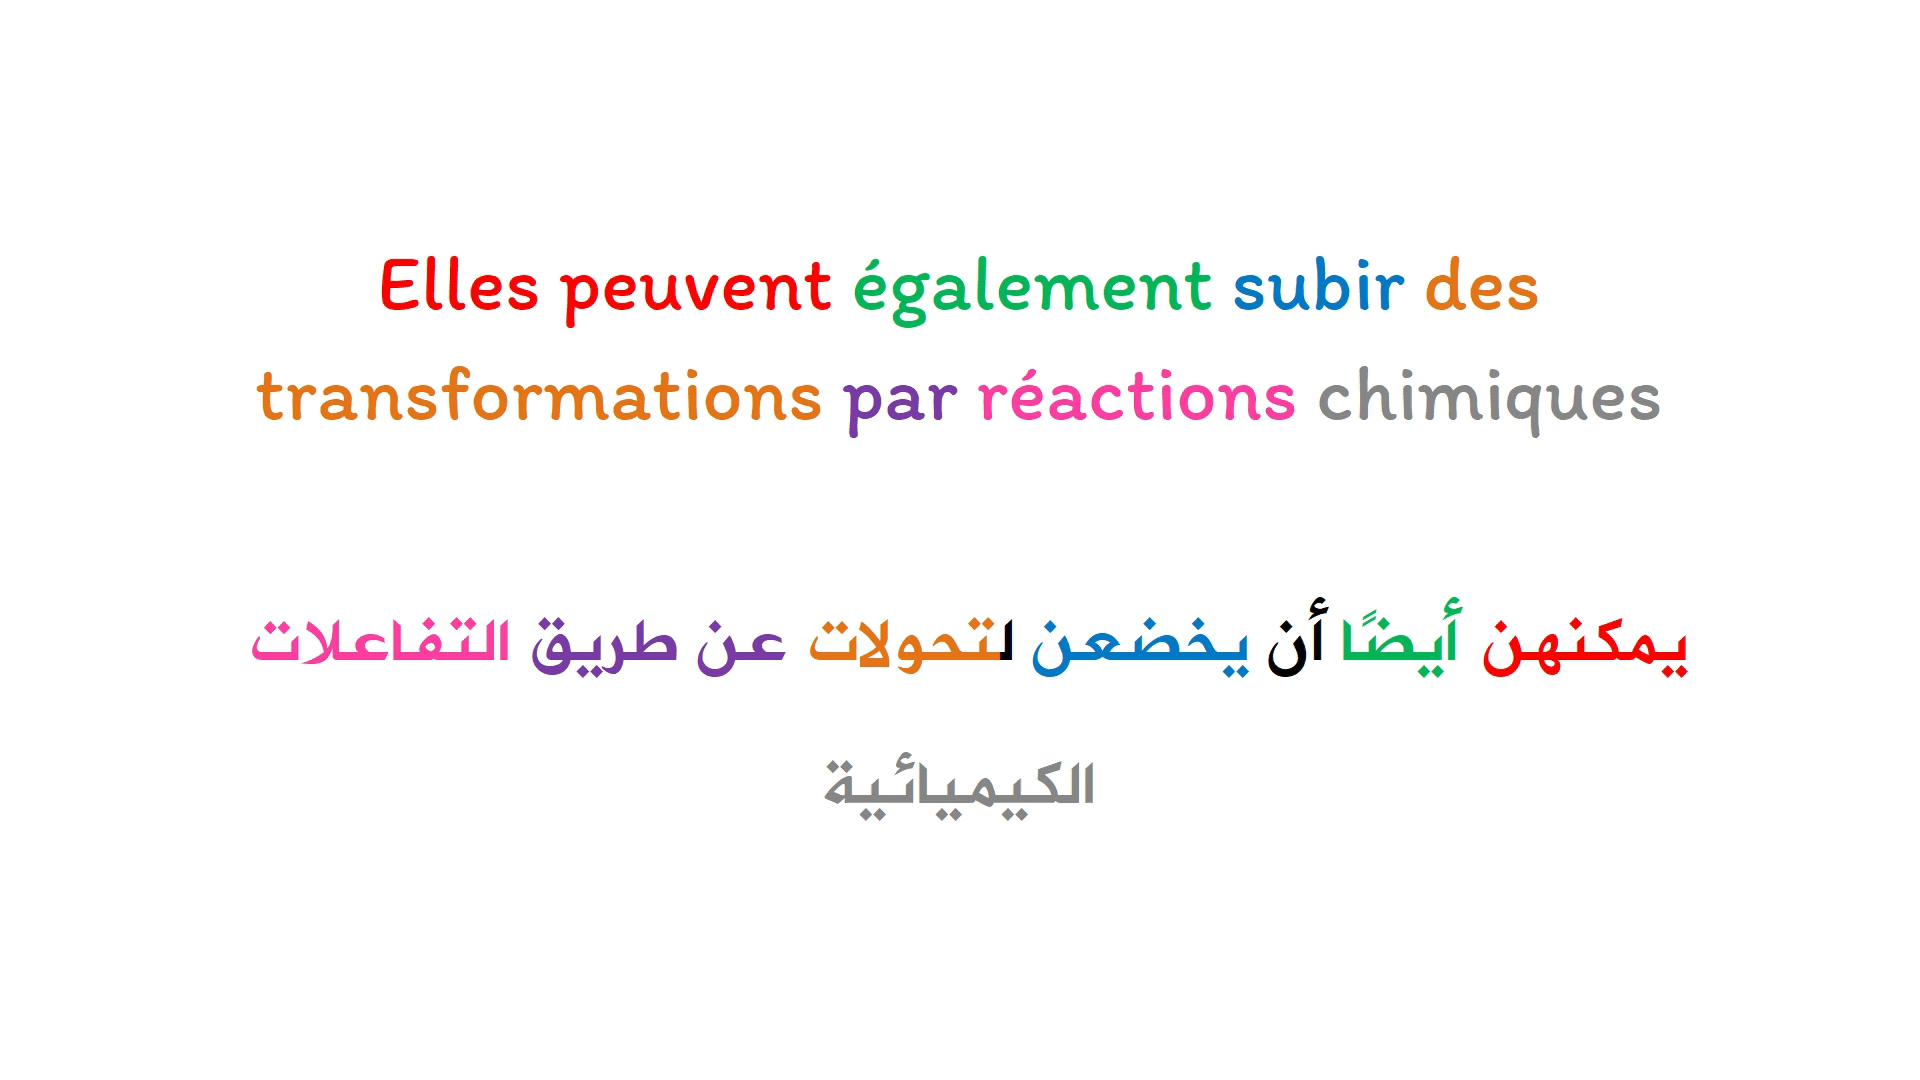 Elles peuvent également subir des
transformations par réactions chimiques
يمكنهن أيضًا أن يخضعن لتحولات عن طريق التفاعلات
الكيميائية